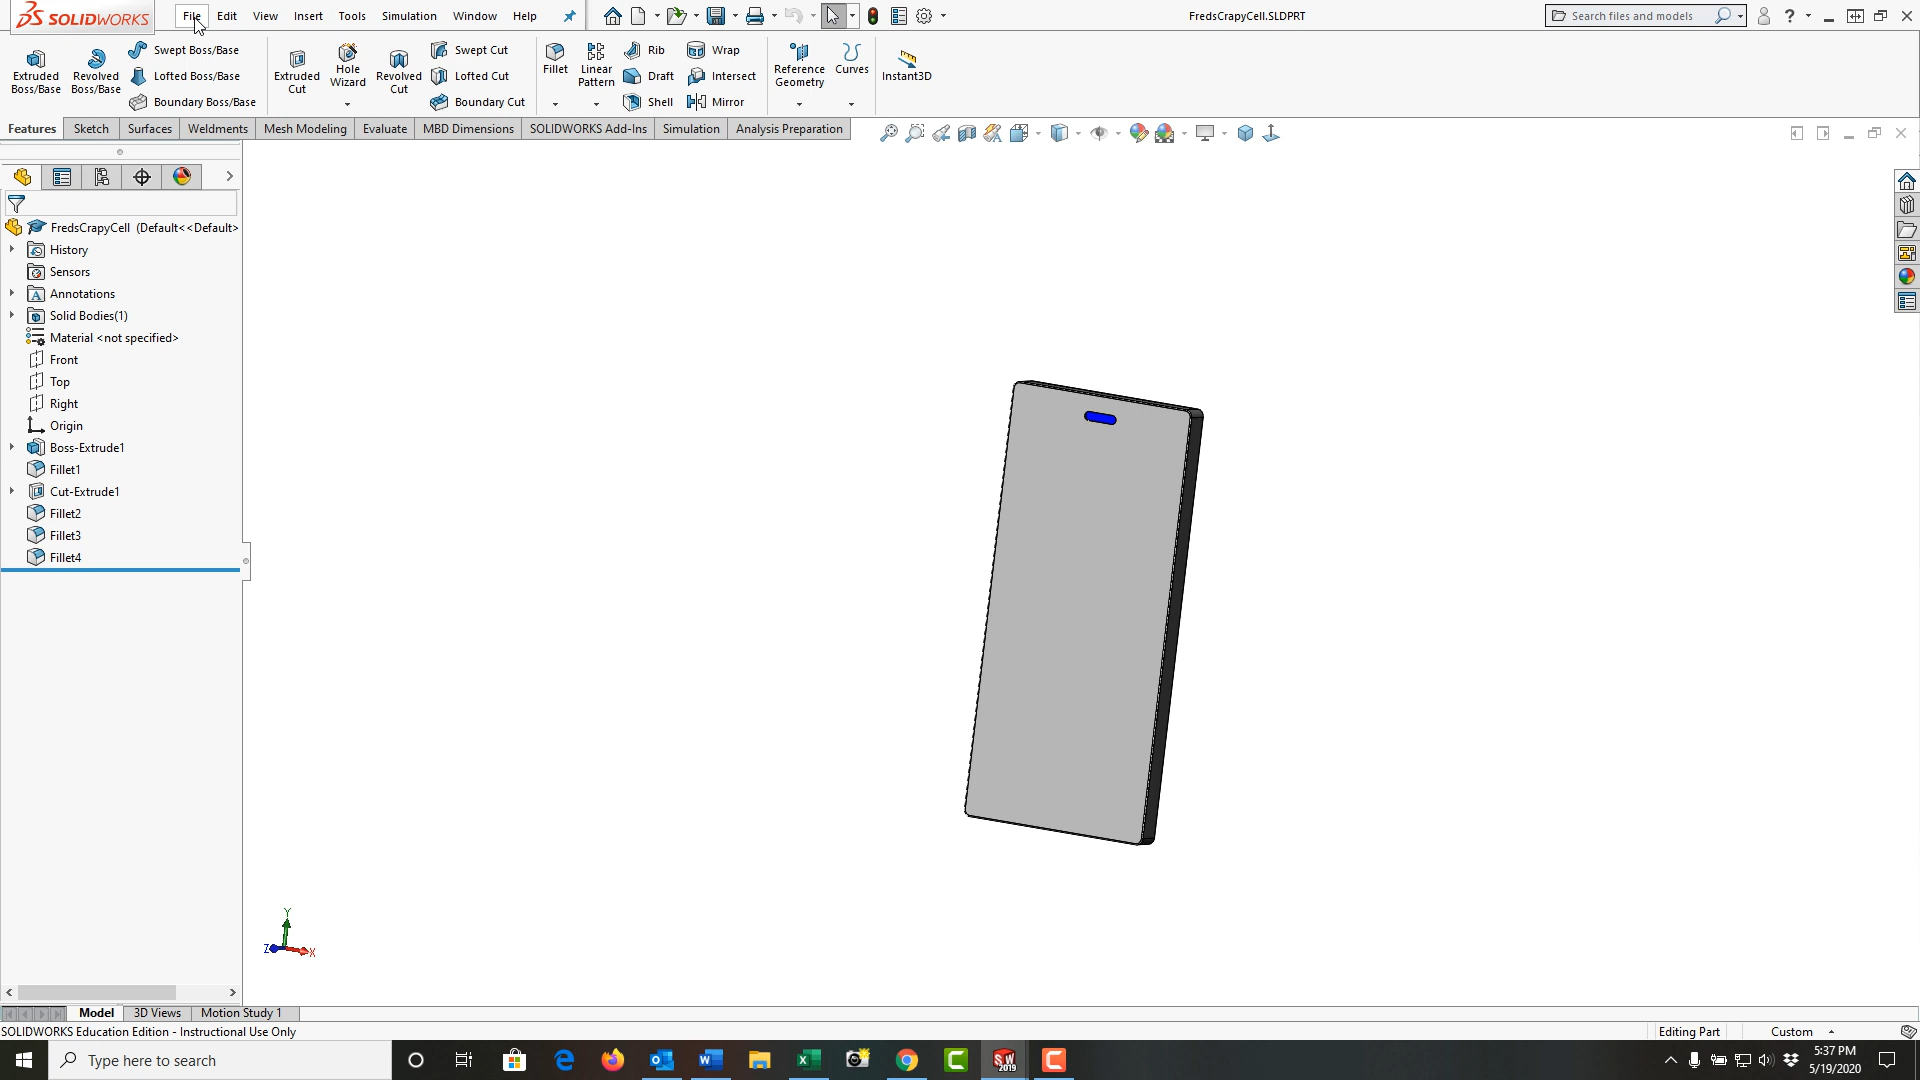 SOLIDWORKS File Edit View Insert Tools Simulation Window Help FredsCrapyCell.SLDPRT Search files and models ?
Extruded Boss/Base
Revolved Boss/Base
Swept Boss/Base
Lofted Boss/Base
Boundary Boss/Base
Extruded Cut
Hole Wizard
Revolved Cut
Swept Cut
Lofted Cut
Boundary Cut
Fillet
Linear Pattern
Rib
Draft
Shell
Wrap
Intersect
Mirror
Reference Geometry
Curves
Instant3D
Features Sketch Surfaces Weldments Mesh Modeling Evaluate MBD Dimensions SOLIDWORKS Add-Ins Simulation Analysis Preparation
FredsCrapyCell (Default<<Default>
History
Sensors
Annotations
Solid Bodies(1)
Material <not specified>
Front
Top
Right
Origin
Boss-Extrude1
Fillet1
Cut-Extrude1
Fillet2
Fillet3
Fillet4
Y
Z X
Model 3D Views Motion Study 1
SOLIDWORKS Education Edition - Instructional Use Only Editing Part Custom
Type here to search
SW 2019
5:37 PM
5/19/2020